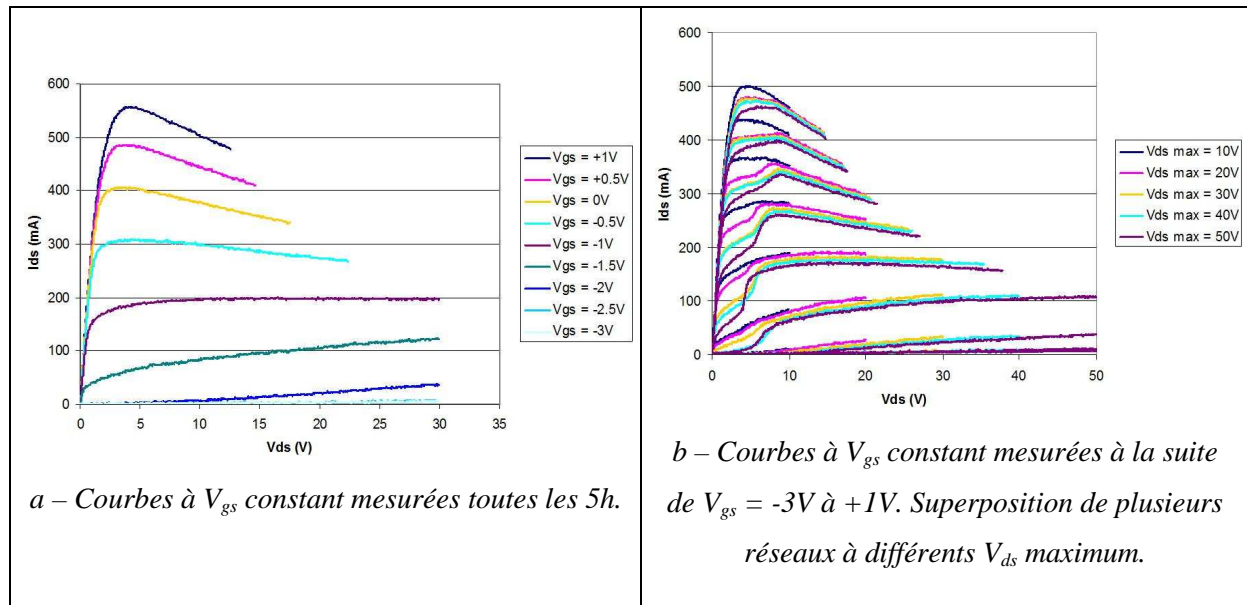 600
500
400
300
200
100
0
Ids (mA)
0 5 10 15 20 25 30 35
Vds (V)
Vgs = +1V
Vgs = +0.5V
Vgs = 0V
Vgs = -0.5V
Vgs = -1V
Vgs = -1.5V
Vgs = -2V
Vgs = -2.5V
Vgs = -3V
a – Courbes à Vgs constant mesurées toutes les 5h.
600
500
400
300
200
100
0
Ids (mA)
0 10 20 30 40 50
Vds (V)
Vds max = 10V
Vds max = 20V
Vds max = 30V
Vds max = 40V
Vds max = 50V
b – Courbes à Vgs constant mesurées à la suite
de Vgs = -3V à +1V. Superposition de plusieurs
réseaux à différents Vds maximum.